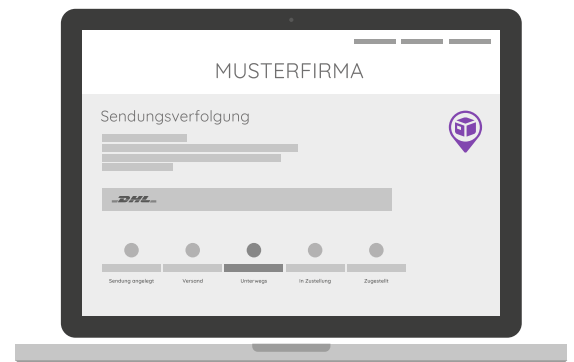 MUSTERFIRMA
Sendungsverfolgung
DHL
Sendung angelegt Versand Unterwegs In Zustellung Zugestellt